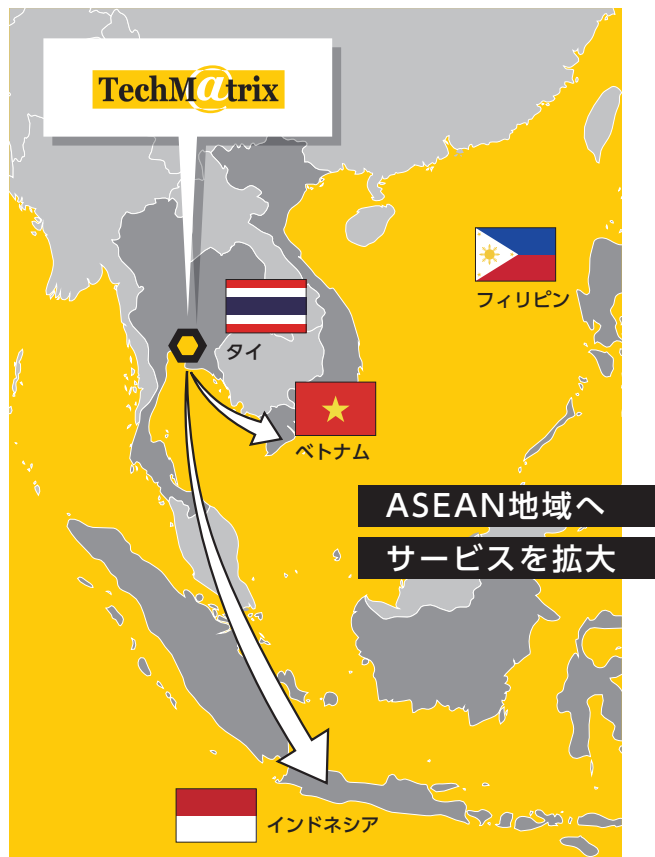 TechM@trix
フィリピン
タイ
ベトナム
ASEAN地域へ
サービスを拡大
インドネシア